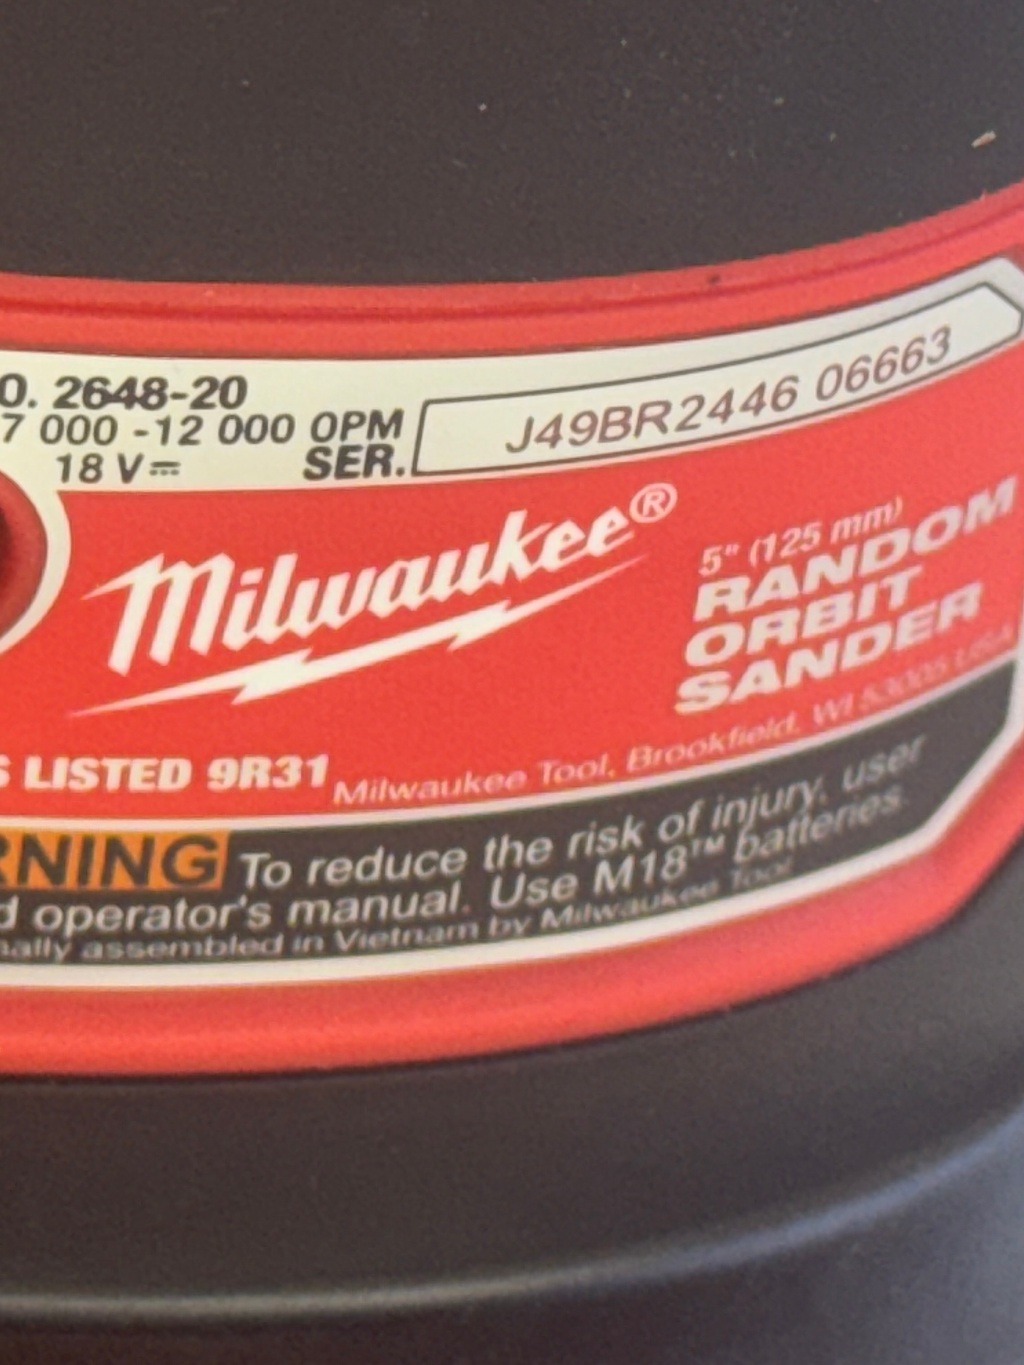 O. 2648-20
7 000 -12 000 OPM
18 V⎓ SER. J49BR2446 06663
Milwaukee®
5" (125 mm)
RANDOM
ORBIT
SANDER
S LISTED 9R31
Milwaukee Tool, Brookfield, WI 53005 USA
RNING To reduce the risk of injury, user
d operator's manual. Use M18™ batteries.
nally assembled in Vietnam by Milwaukee Tool